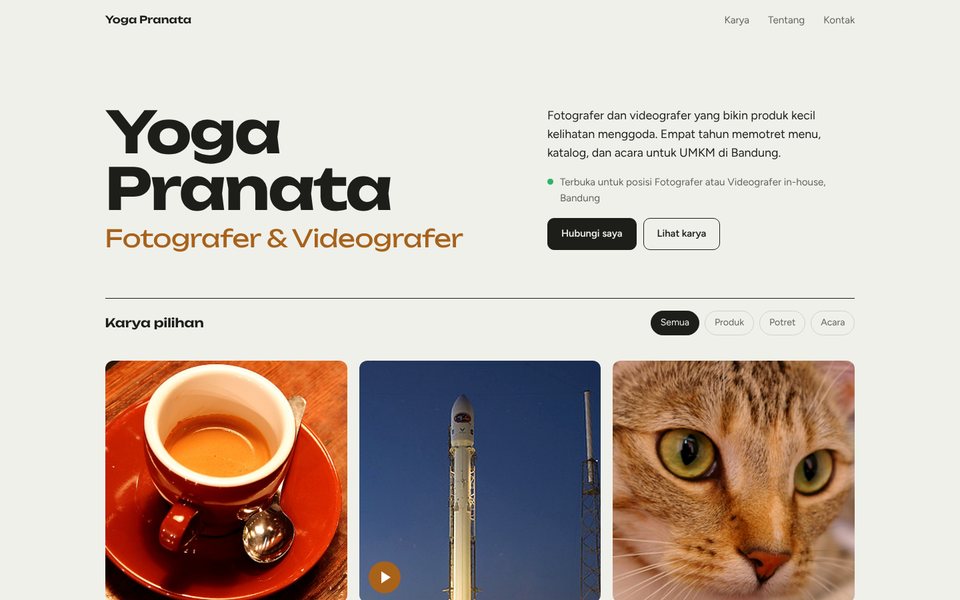 Yoga Pranata
Karya Tentang Kontak
Yoga
Pranata
Fotografer & Videografer
Fotografer dan videografer yang bikin produk kecil
kelihatan menggoda. Empat tahun memotret menu,
katalog, dan acara untuk UMKM di Bandung.
Terbuka untuk posisi Fotografer atau Videografer in-house,
Bandung
Hubungi saya Lihat karya
Karya pilihan
Semua Produk Potret Acara